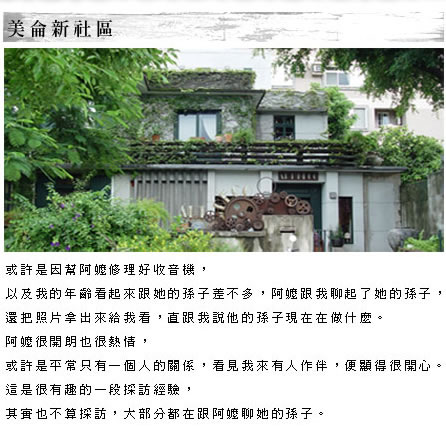 美侖新社區
或許是因幫阿嬤修理好收音機，
以及我的年齡看起來跟她的孫子差不多，阿嬤跟我聊起了她的孫子，
還把照片拿出來給我看，直跟我說他的孫子現在在做什麼。
阿嬤很開朗也很熱情，
或許是平常只有一個人的關係，看見我來有人作伴，便顯得很開心。
這是很有趣的一段採訪經驗，
其實也不算採訪，大部分都在跟阿嬤聊她的孫子。